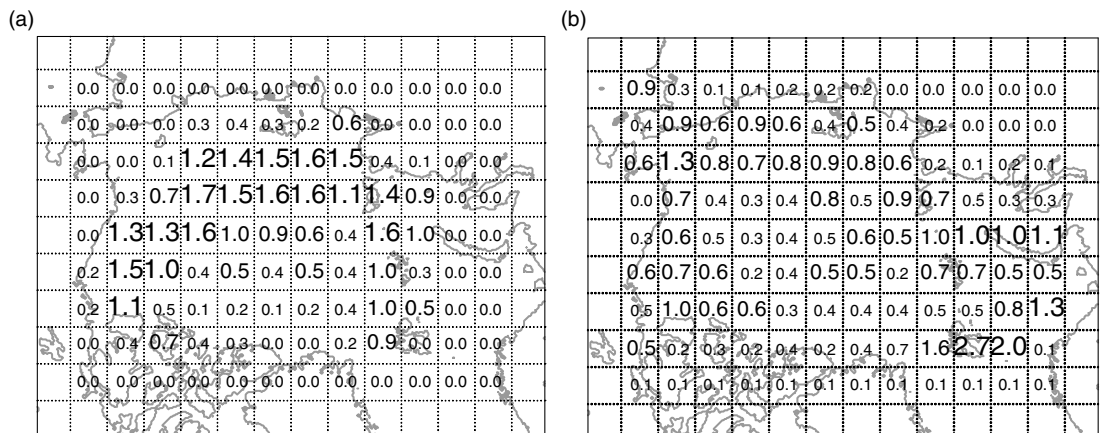 (a)
0.0 0.0 0.0 0.0 0.0 0.0 0.0 0.0 0.0 0.0 0.0 0.0
0.0 0.0 0.0 0.3 0.4 0.3 0.2 0.6 0.0 0.0 0.0 0.0
0.0 0.0 0.1 1.2 1.4 1.5 1.6 1.5 0.4 0.1 0.0 0.0
0.0 0.3 0.7 1.7 1.5 1.6 1.6 1.1 1.4 0.9 0.0 0.0
0.0 1.3 1.3 1.6 1.0 0.9 0.6 0.4 1.6 1.0 0.0 0.0
0.2 1.5 1.0 0.4 0.5 0.4 0.5 0.4 1.0 0.3 0.0 0.0
0.2 1.1 0.5 0.1 0.2 0.1 0.2 0.4 1.0 0.5 0.0 0.0
0.0 0.4 0.7 0.4 0.3 0.0 0.0 0.2 0.9 0.0 0.0 0.0
0.0 0.0 0.0 0.0 0.0 0.0 0.0 0.0 0.0 0.0 0.0 0.0
(b)
0.9 0.3 0.1 0.1 0.2 0.2 0.2 0.0 0.0 0.0 0.0 0.0
0.4 0.9 0.6 0.9 0.6 0.4 0.5 0.4 0.2 0.0 0.0 0.0
0.6 1.3 0.8 0.7 0.8 0.9 0.8 0.6 0.2 0.1 0.2 0.1
0.0 0.7 0.4 0.3 0.4 0.8 0.5 0.9 0.7 0.5 0.3 0.3
0.3 0.6 0.5 0.3 0.4 0.5 0.6 0.5 1.0 1.0 1.0 1.1
0.6 0.7 0.6 0.2 0.4 0.5 0.5 0.2 0.7 0.7 0.5 0.5
0.5 1.0 0.6 0.6 0.3 0.4 0.4 0.4 0.5 0.5 0.8 1.3
0.5 0.2 0.3 0.2 0.4 0.2 0.4 0.7 1.6 2.7 2.0 0.1
0.1 0.1 0.1 0.1 0.1 0.1 0.1 0.1 0.1 0.1 0.1 0.1